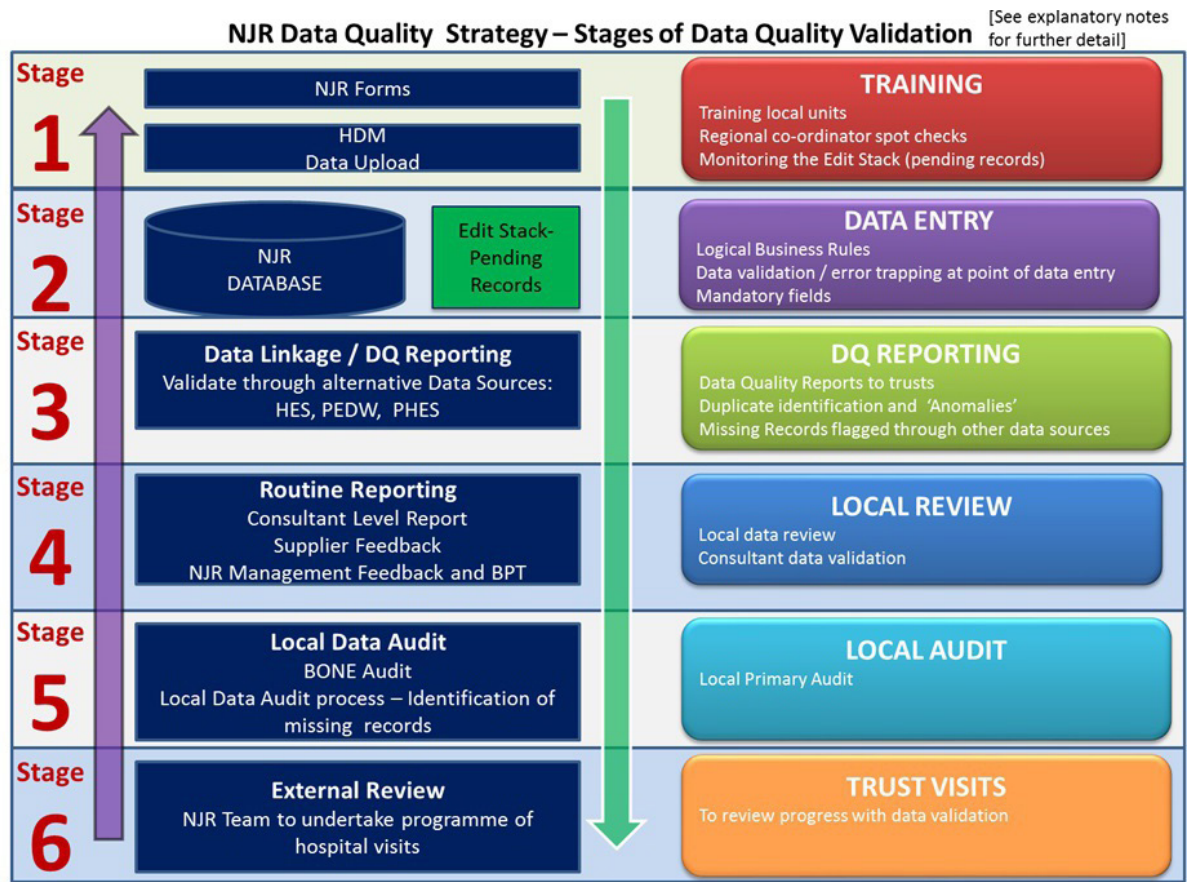 NJR Data Quality Strategy – Stages of Data Quality Validation
[See explanatory notes
for further detail]
Stage
1
NJR Forms
HDM
Data Upload
TRAINING
Training local units
Regional co-ordinator spot checks
Monitoring the Edit Stack (pending records)
Stage
2
NJR
DATABASE
Edit Stack-
Pending
Records
DATA ENTRY
Logical Business Rules
Data validation / error trapping at point of data entry
Mandatory fields
Stage
3
Data Linkage / DQ Reporting
Validate through alternative Data Sources:
HES, PEDW, PHES
DQ REPORTING
Data Quality Reports to trusts
Duplicate identification and ‘Anomalies’
Missing Records flagged through other data sources
Stage
4
Routine Reporting
Consultant Level Report
Supplier Feedback
NJR Management Feedback and BPT
LOCAL REVIEW
Local data review
Consultant data validation
Stage
5
Local Data Audit
BONE Audit
Local Data Audit process – Identification of
missing records
LOCAL AUDIT
Local Primary Audit
Stage
6
External Review
NJR Team to undertake programme of
hospital visits
TRUST VISITS
To review progress with data validation